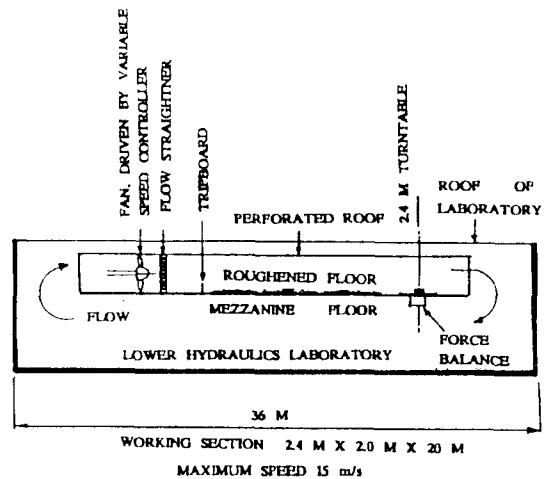 FAN, DRIVEN BY VARIABLE
SPEED CONTROLLER
FLOW STRAIGHTNER
TRIPBOARD
2.4 M TURNTABLE
ROOF OF
LABORATORY
PERFORATED ROOF
ROUGHENED FLOOR
FLOW
MEZZANINE FLOOR
FORCE
BALANCE
LOWER HYDRAULICS LABORATORY
36 M
WORKING SECTION 2.4 M X 2.0 M X 20 M
MAXIMUM SPEED 15 m/s